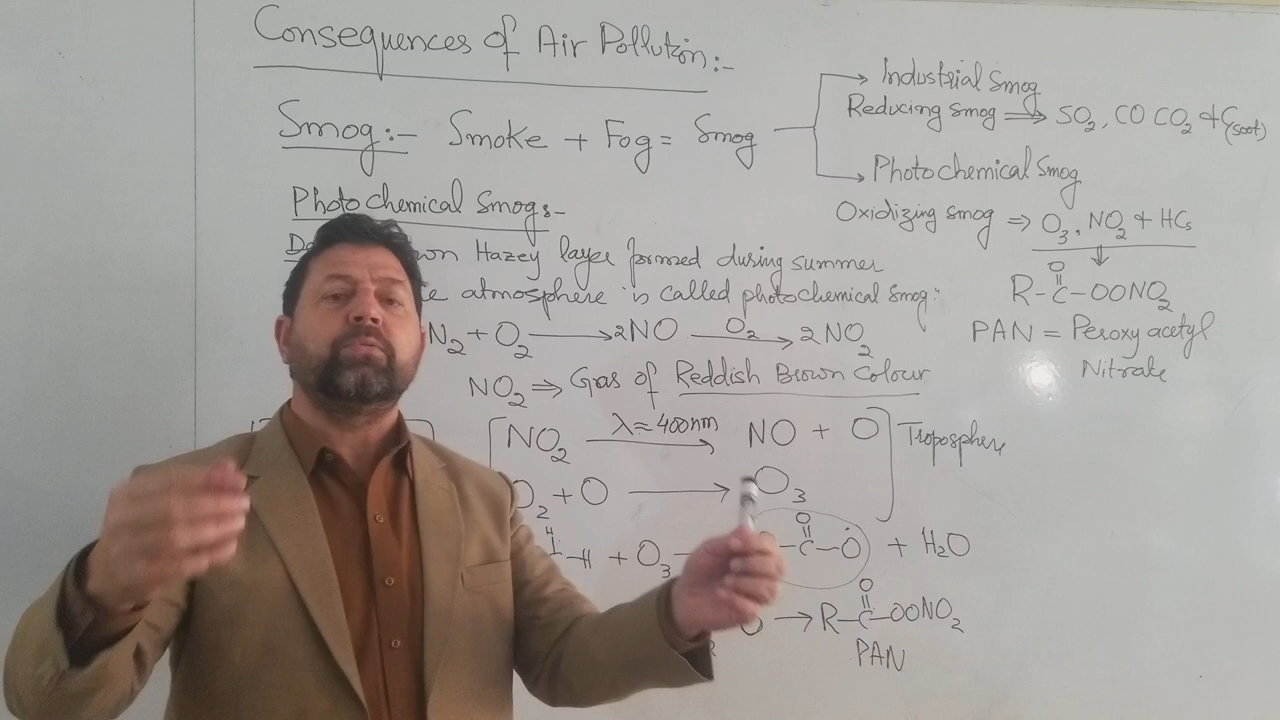 Consequences of Air Pollution:-
Smog:- Smoke + Fog = Smog
Industrial Smog
Reducing smog ⇒ SO₂, CO CO₂ & C(soot)
Photochemical Smog
Oxidizing smog ⇒ O₃, NO₂ + HCs
O
R-C-OONO₂
PAN = Peroxy acetyl
Nitrate
Photochemical Smog:-
Hazey layer formed during summer
atmosphere is called photochemical Smog:
N₂ + O₂ → 2NO O₂→ 2NO₂
NO₂ ⇒ Gas of Reddish Brown Colour
[NO₂ λ≈400nm→ NO + O] Troposphere
O₂ + O → O₃
H O
-H + O₃ -C-Ȯ + H₂O
O
→ R-C-OONO₂
PAN